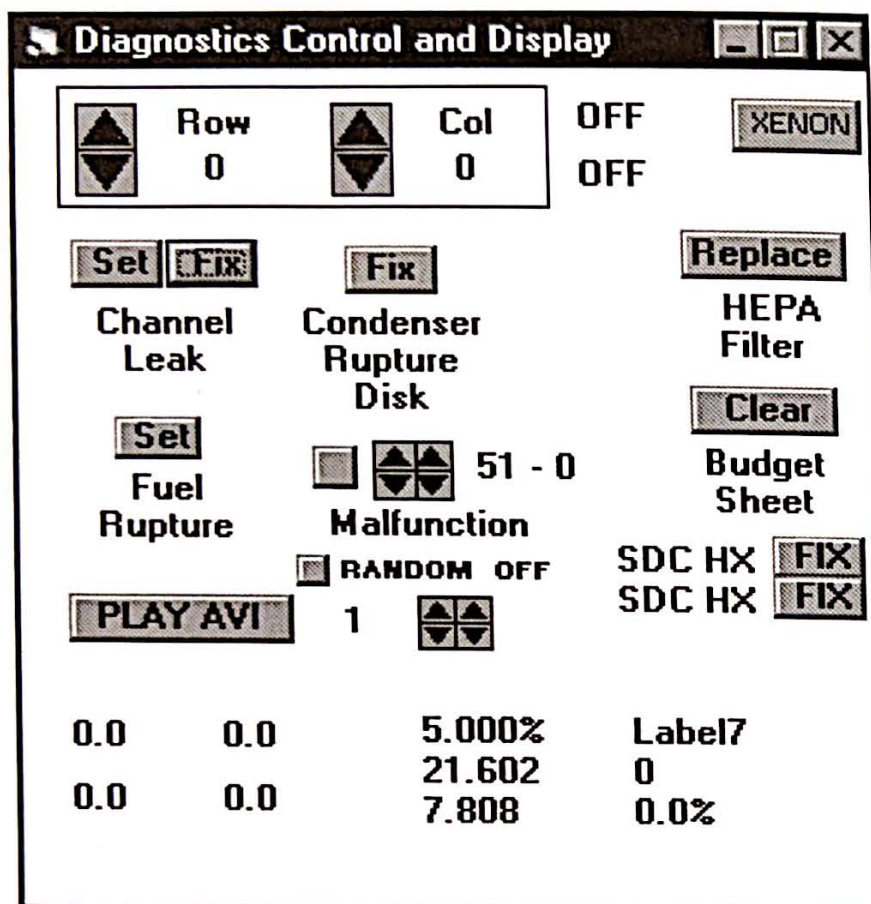 Diagnostics Control and Display
Row
0
Col
0
OFF
OFF
XENON
Set
Fix
Channel
Leak
Fix
Condenser
Rupture
Disk
Replace
HEPA
Filter
Set
Fuel
Rupture
51 - 0
Malfunction
RANDOM OFF
1
Clear
Budget
Sheet
SDC HX FIX
SDC HX FIX
PLAY AVI
0.0 0.0
0.0 0.0
5.000%
21.602
7.808
Label7
0
0.0%